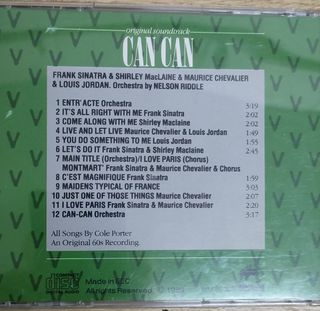 original soundtrack
CAN CAN
FRANK SINATRA & SHIRLEY MacLAINE & MAURICE CHEVALIER
& LOUIS JORDAN. Orchestra by NELSON RIDDLE
1 ENTR' ACTE Orchestra 3:19
2 IT'S ALL RIGHT WITH ME Frank Sinatra 2:02
3 COME ALONG WITH ME Shirley Maclaine 2:02
4 LIVE AND LET LIVE Maurice Chevalier & Louis Jordan 1:49
5 YOU DO SOMETHING TO ME Louis Jordan 1:55
6 LET'S DO IT Frank Sinatra & Shirley Maclaine 2:45
7 MAIN TITLE (Orchestra)/I LOVE PARIS (Chorus)
MONTMART' Frank Sinatra & Maurice Chevalier & Chorus
8 C'EST MAGNIFIQUE Frank Sinatra 1:59
9 MAIDENS TYPICAL OF FRANCE 3:03
10 JUST ONE OF THOSE THINGS Maurice Chevalier 2:07
11 I LOVE PARIS Frank Sinatra & Maurice Chevalier 2:20
12 CAN-CAN Orchestra 3:17
All Songs By Cole Porter
An Original 60s Recording.
COMPACT
disc
DIGITAL AUDIO
Made in EEC
All Rights Reserved. ©